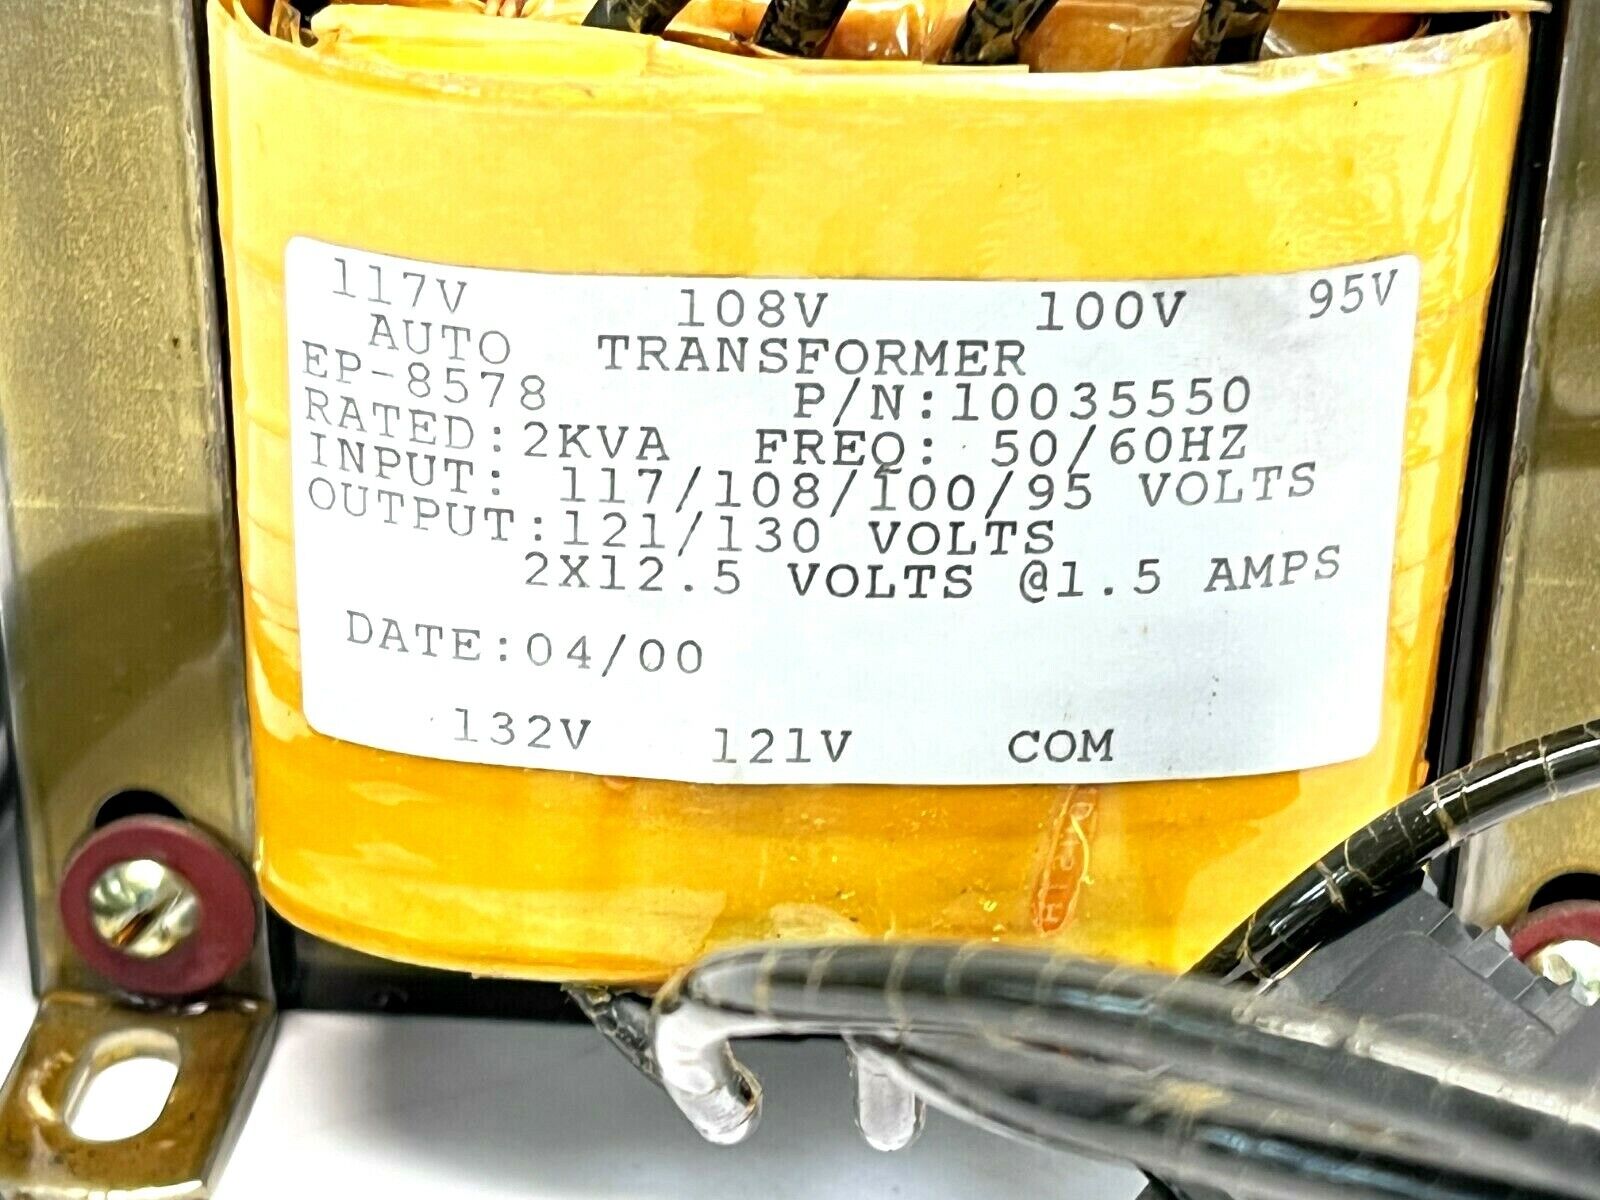 117V 108V 100V 95V
AUTO TRANSFORMER
EP-8578 P/N:10035550
RATED:2KVA FREQ: 50/60HZ
INPUT: 117/108/100/95 VOLTS
OUTPUT:121/130 VOLTS
2X12.5 VOLTS @1.5 AMPS
DATE:04/00
132V 121V COM